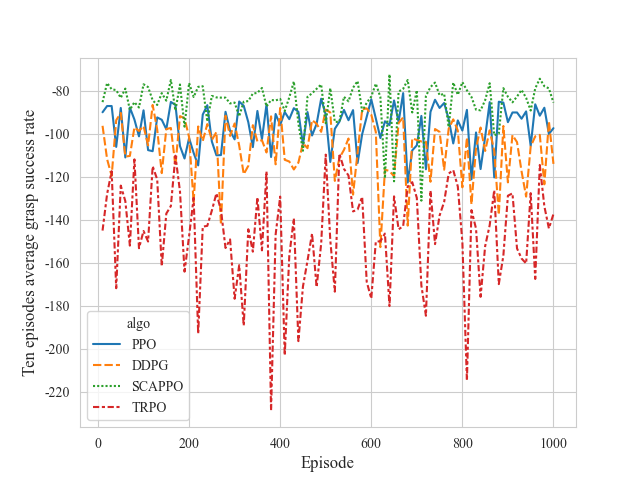 Ten episodes average grasp success rate
-80
-100
-120
-140
-160
-180
-200
-220
algo
PPO
DDPG
SCAPPO
TRPO
0
200
400
600
800
1000
Episode